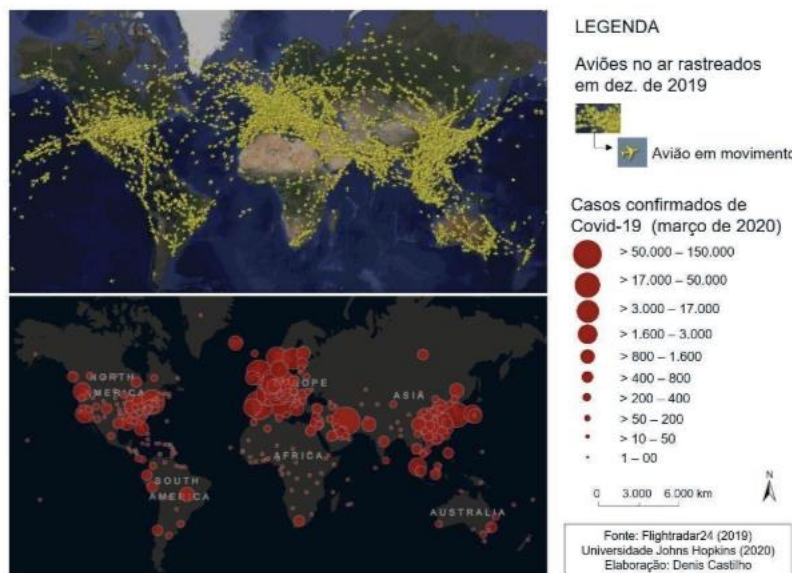 LEGENDA
Aviões no ar rastreados
em dez. de 2019
Avião em movimento
Casos confirmados de
Covid-19 (março de 2020)
> 50.000 – 150.000
> 17.000 – 50.000
> 3.000 – 17.000
> 1.600 – 3.000
> 800 – 1.600
> 400 – 800
> 200 – 400
> 50 – 200
> 10 – 50
1 – 00
N
0 3.000 6.000 km
Fonte: Flightradar24 (2019)
Universidade Johns Hopkins (2020)
Elaboração: Denis Castilho
NORTH
AMERICA
EUROPE
ASIA
AFRICA
SOUTH
AMERICA
AUSTRALIA